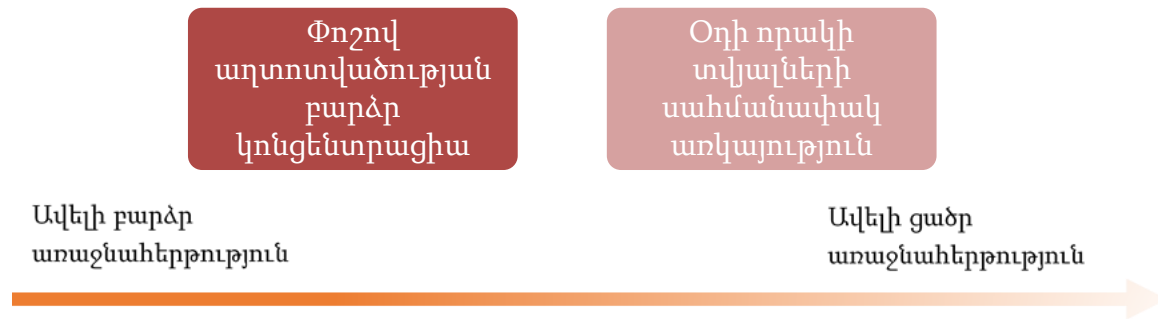 Փոշով
աղտոտվածության
բարձր
կոնցենտրացիա
Օդի որակի
տվյալների
սահմանափակ
առկայություն
Ավելի բարձր
առաջնահերթություն
Ավելի ցածր
առաջնահերթություն